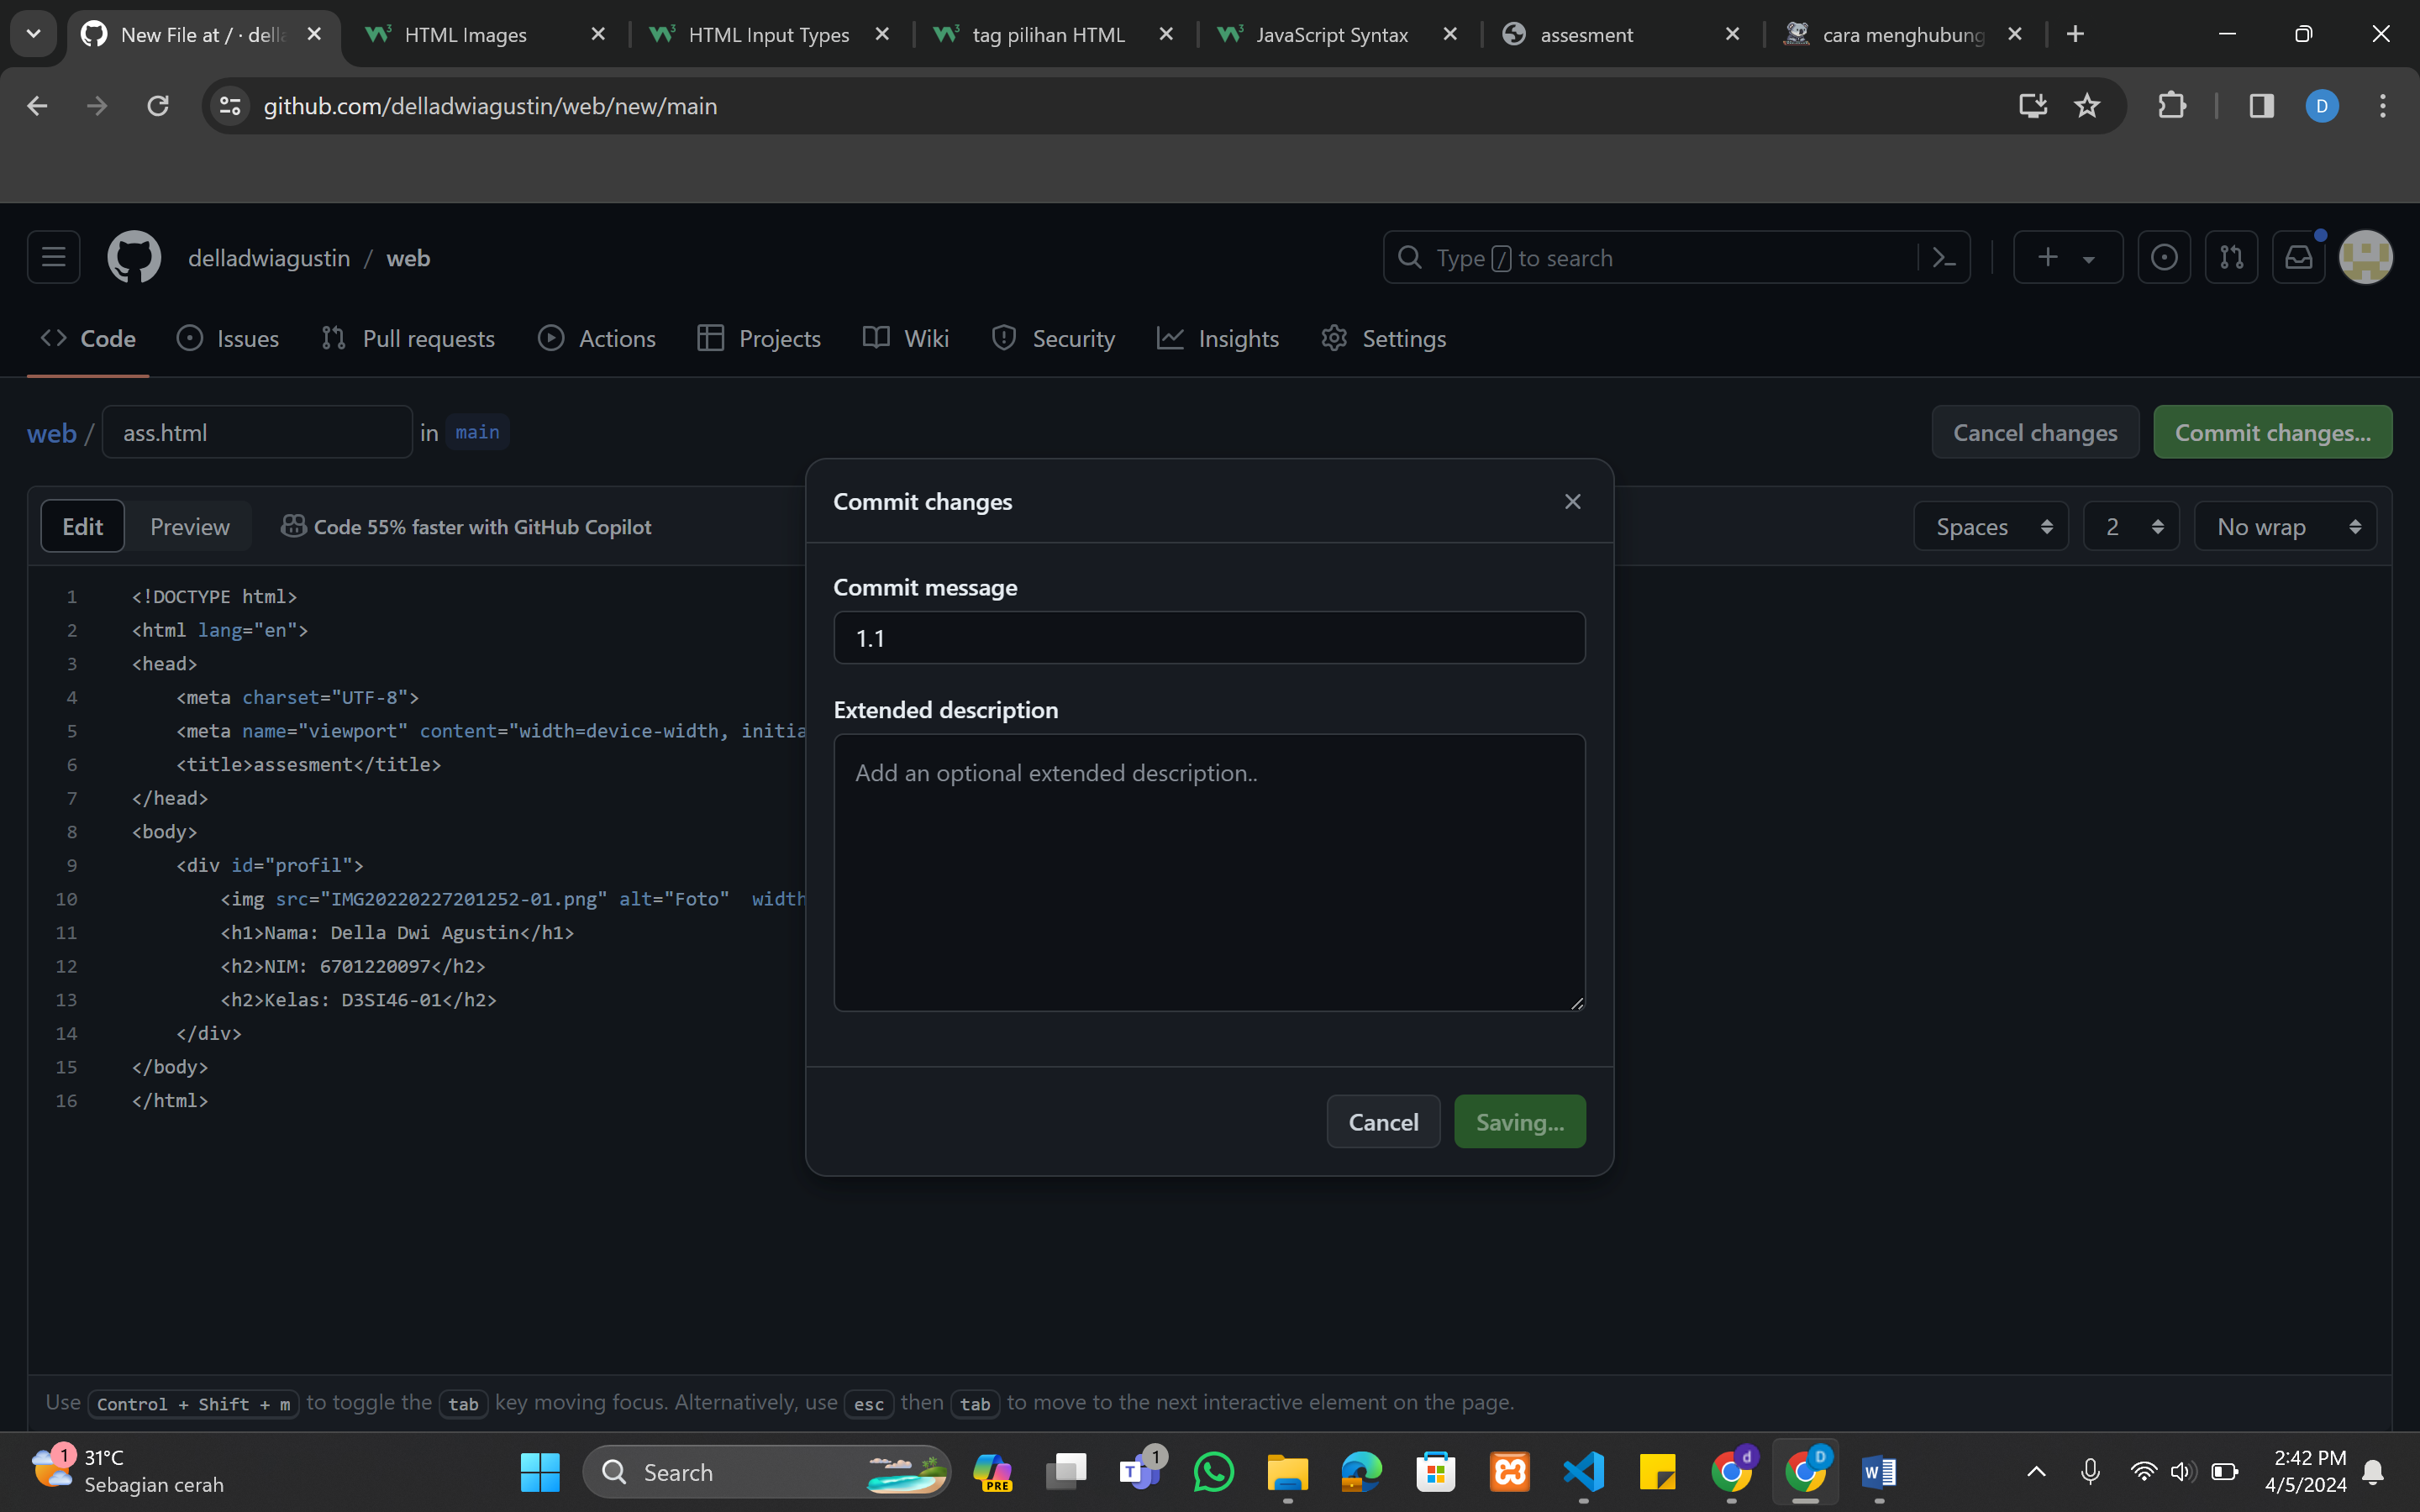 New File at / · della
HTML Images
HTML Input Types
tag pilihan HTML
JavaScript Syntax
assesment
cara menghubung
github.com/delladwiagustin/web/new/main
D
delladwiagustin / web
Type / to search
Code
Issues
Pull requests
Actions
Projects
Wiki
Security
Insights
Settings
web / ass.html in main
Cancel changes
Commit changes...
Edit
Preview
Code 55% faster with GitHub Copilot
Spaces
2
No wrap
1 <!DOCTYPE html>
2 <html lang="en">
3 <head>
4 <meta charset="UTF-8">
5 <meta name="viewport" content="width=device-width, initia
6 <title>assesment</title>
7 </head>
8 <body>
9 <div id="profil">
10 <img src="IMG20220227201252-01.png" alt="Foto" width
11 <h1>Nama: Della Dwi Agustin</h1>
12 <h2>NIM: 6701220097</h2>
13 <h2>Kelas: D3SI46-01</h2>
14 </div>
15 </body>
16 </html>
Commit changes
Commit message
1.1
Extended description
Add an optional extended description..
Cancel
Saving...
Use Control + Shift + m to toggle the tab key moving focus. Alternatively, use esc then tab to move to the next interactive element on the page.
1
31°C
Sebagian cerah
Search
PRE
T
1
d
D
W
2:42 PM
4/5/2024